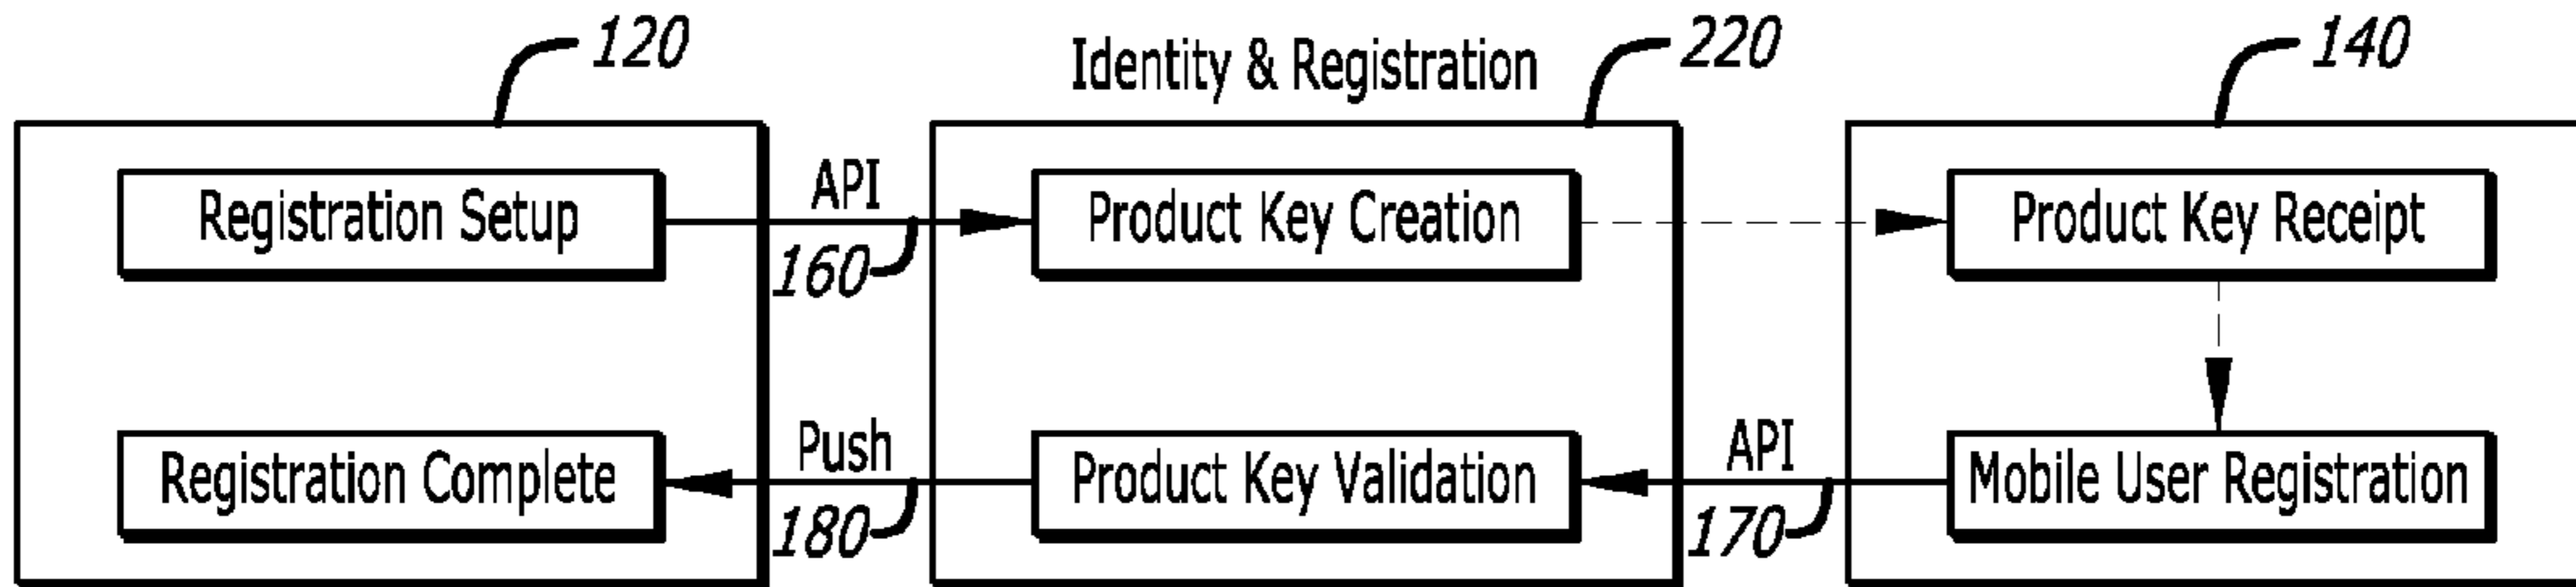 120
Identity & Registration
220
140
Registration Setup
API
160
Product Key Creation
Product Key Receipt
Registration Complete
Push
180
Product Key Validation
API
170
Mobile User Registration